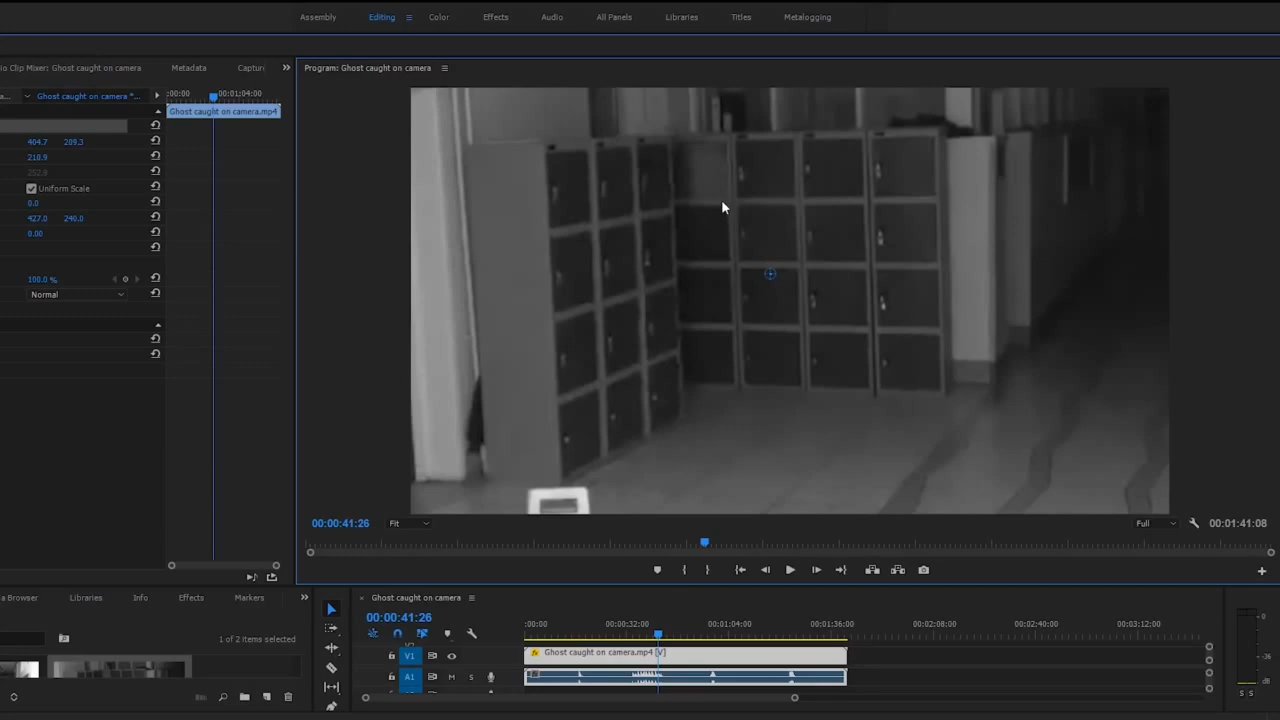 Assembly
Editing
Color
Effects
Audio
All Panels
Libraries
Titles
Metalogging
io Clip Mixer: Ghost caught on camera
Metadata
Captur
Program: Ghost caught on camera
a...
Ghost caught on camera *...
:00:00
00:01:04:00
Ghost caught on camera.mp4
404.7 209.3
210.9
252.9
Uniform Scale
0.0
427.0 240.0
0.00
100.0 %
Normal
00:00:41:26
Fit
Full
00:01:41:08
a Browser
Libraries
Info
Effects
Markers
1 of 2 items selected
Ghost caught on camera
00:00:41:26
:00:00
00:00:32:00
00:01:04:00
00:01:36:00
00:02:08:00
00:02:40:00
00:03:12:00
V1
fx Ghost caught on camera.mp4 [V]
A1
M S
0
-36
S S